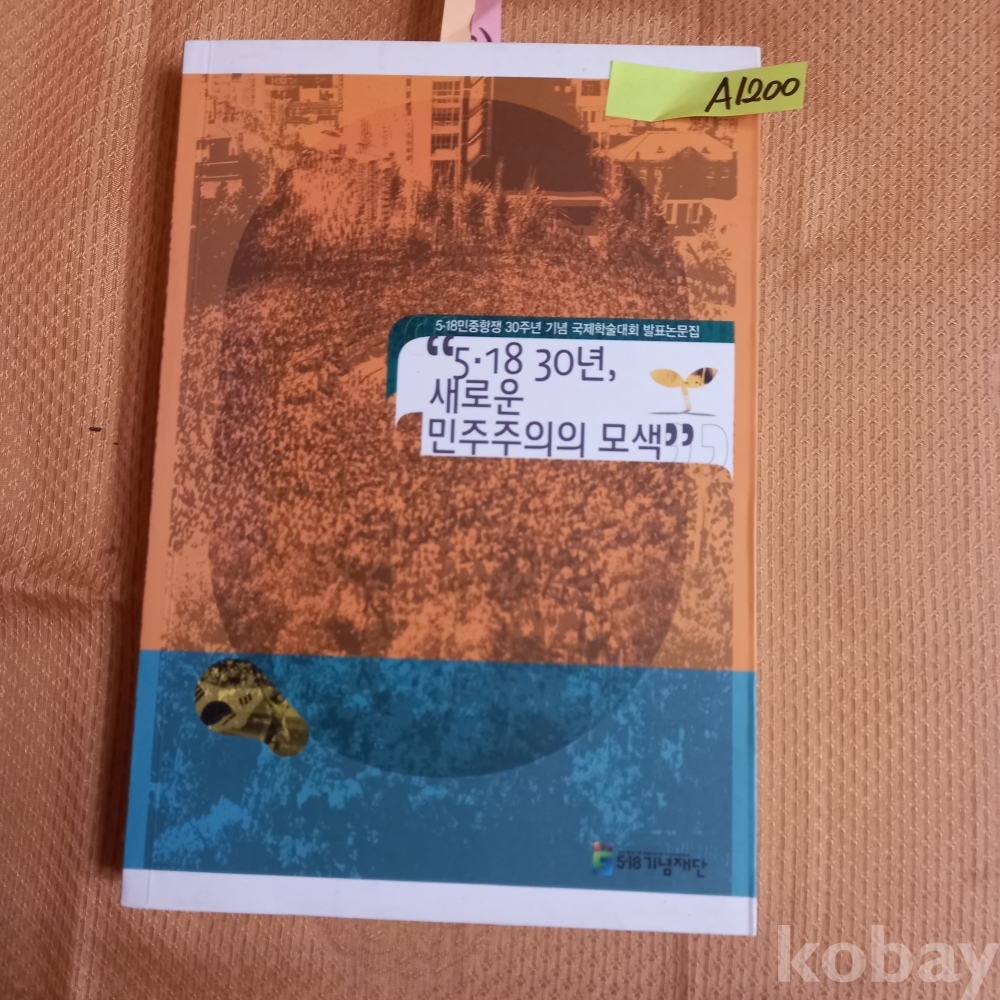 A1200
5·18민중항쟁 30주년 기념 국제학술대회 발표논문집
“5·18 30년,
새로운
민주주의의 모색”
5·18 기념재단
kobay